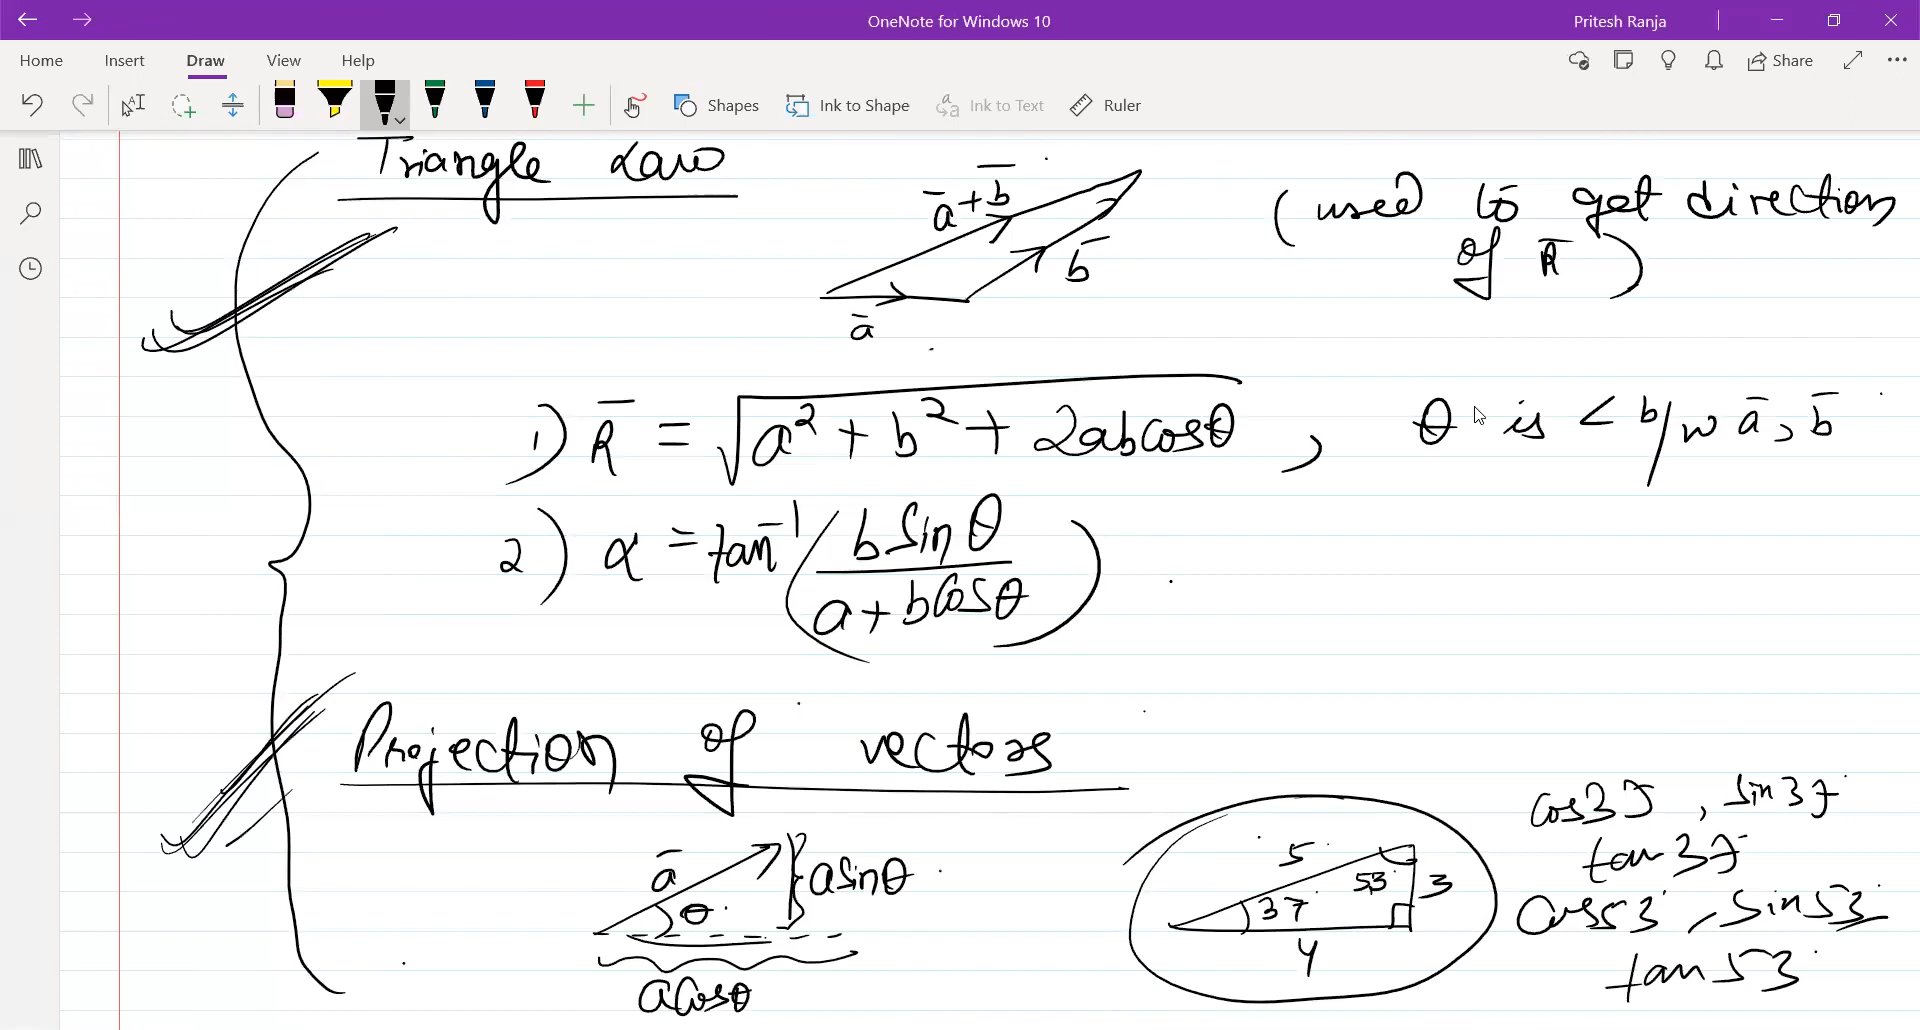 OneNote for Windows 10
Pritesh Ranja
Home Insert Draw View Help
Share
Shapes Ink to Shape Ink to Text Ruler
Triangle Law
a̅+b̅
b̅
a̅
(used to get direction
of R̅)
1) R̅ = √(a² + b² + 2abcosθ) , θ is < b/w a̅, b̅
2) α = tan⁻¹ (b sinθ / a + b cosθ)
Projection of vectors
a̅
θ
asinθ
acosθ
5
53
3
37
4
cos37, sin37
tan37
cos53, sin53
tan53